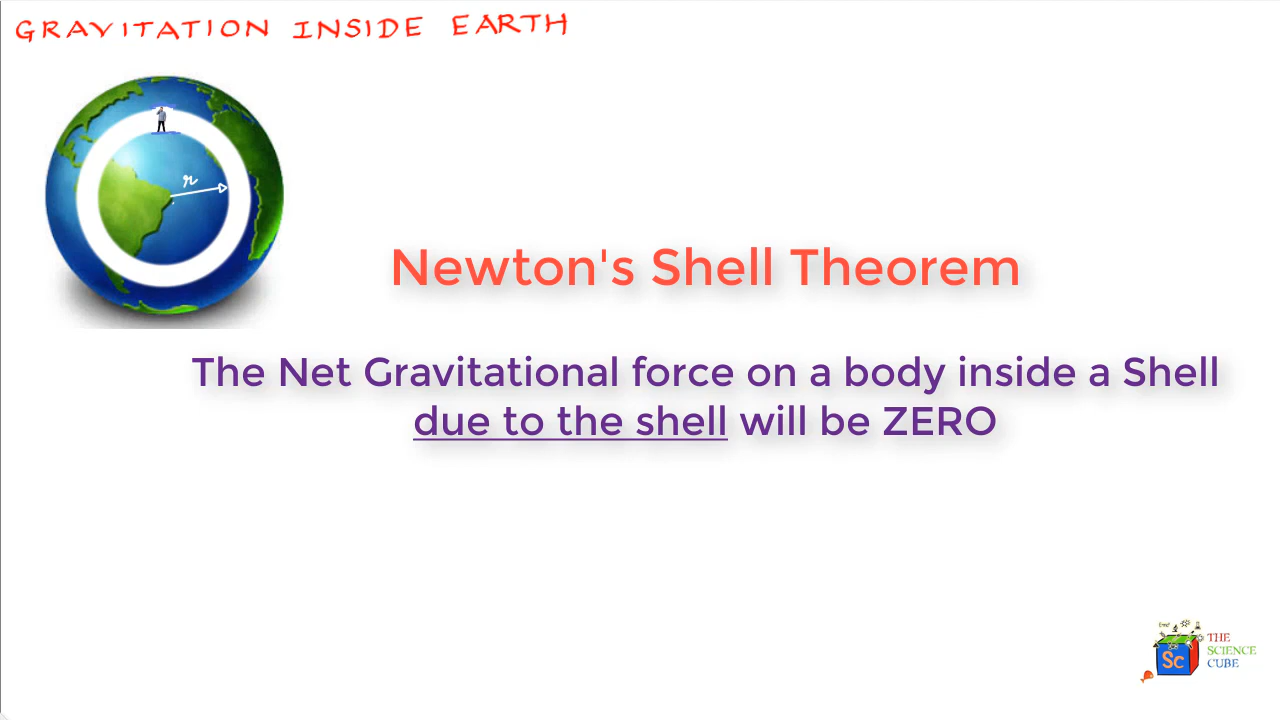 GRAVITATION INSIDE EARTH
r
Newton's Shell Theorem
The Net Gravitational force on a body inside a Shell
due to the shell will be ZERO
Sc
THE
SCIENCE
CUBE